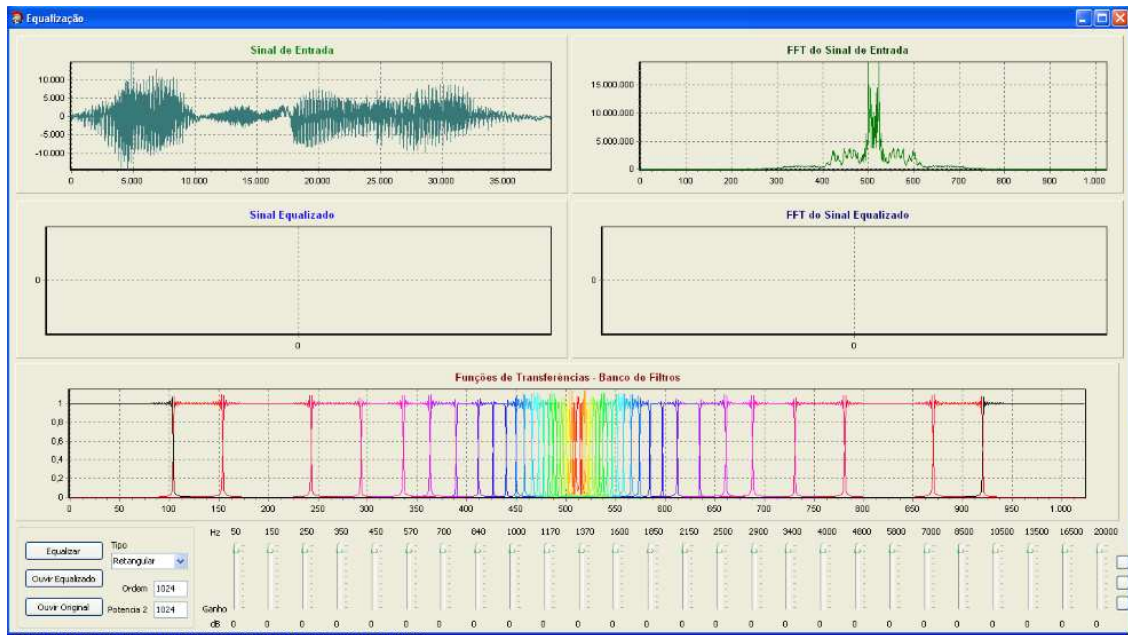 Equalização
Sinal de Entrada
10.000
5.000
0
-5.000
-10.000
0 5.000 10.000 15.000 20.000 25.000 30.000 35.000
FFT do Sinal de Entrada
15.000.000
10.000.000
5.000.000
0
0 100 200 300 400 500 600 700 800 900 1.000
Sinal Equalizado
0
0
FFT do Sinal Equalizado
0
0
Funções de Transferências - Banco de Filtros
1
0,8
0,6
0,4
0,2
0
0 50 100 150 200 250 300 350 400 450 500 550 600 650 700 750 800 850 900 950 1.000
Equalizar
Ouvir Equalizado
Ouvir Original
Tipo
Retangular
Ordem 1024
Potencia 2 1024
Hz 50 150 250 350 450 570 700 840 1000 1170 1370 1600 1850 2150 2500 2900 3400 4000 4800 5800 7000 8500 10500 13500 16500 20000
Ganho
dB 0 0 0 0 0 0 0 0 0 0 0 0 0 0 0 0 0 0 0 0 0 0 0 0 0 0